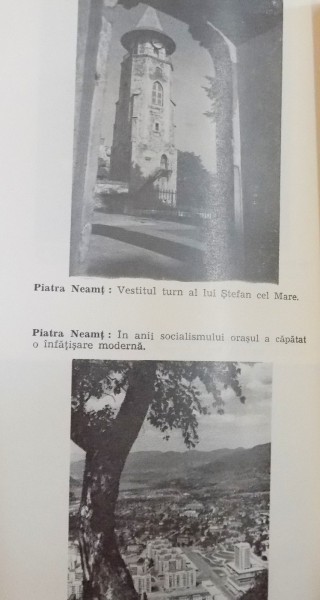 Piatra Neamț : Vestitul turn al lui Ștefan cel Mare.
Piatra Neamț : În anii socialismului orașul a căpătat
o înfățișare modernă.